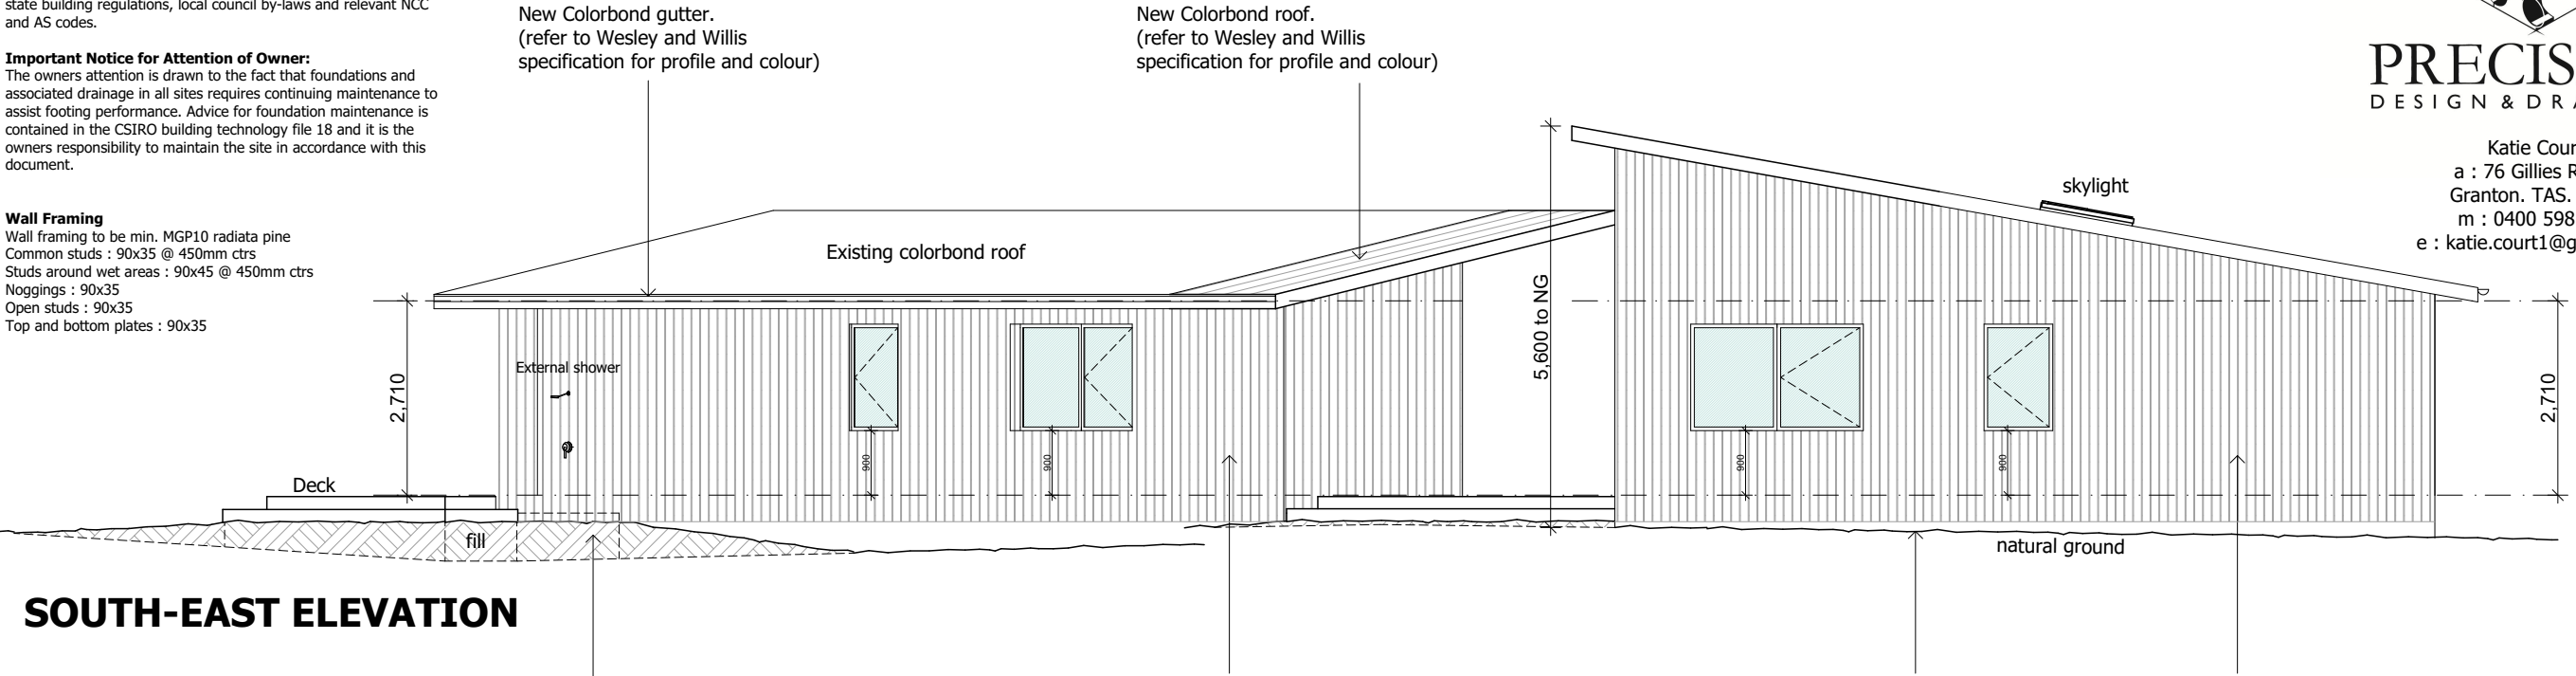 state building regulations, local council by-laws and relevant NCC
and AS codes.
Important Notice for Attention of Owner:
The owners attention is drawn to the fact that foundations and
associated drainage in all sites requires continuing maintenance to
assist footing performance. Advice for foundation maintenance is
contained in the CSIRO building technology file 18 and it is the
owners responsibility to maintain the site in accordance with this
document.
Wall Framing
Wall framing to be min. MGP10 radiata pine
Common studs : 90x35 @ 450mm ctrs
Studs around wet areas : 90x45 @ 450mm ctrs
Noggings : 90x35
Open studs : 90x35
Top and bottom plates : 90x35
New Colorbond gutter.
(refer to Wesley and Willis
specification for profile and colour)
New Colorbond roof.
(refer to Wesley and Willis
specification for profile and colour)
PRECIS
DESIGN & DRA
Katie Cour
a : 76 Gillies R
Granton. TAS.
m : 0400 598
e : katie.court1@g
skylight
Existing colorbond roof
5,600 to NG
External shower
2,710
2,710
900
900
900
900
Deck
fill
natural ground
SOUTH-EAST ELEVATION